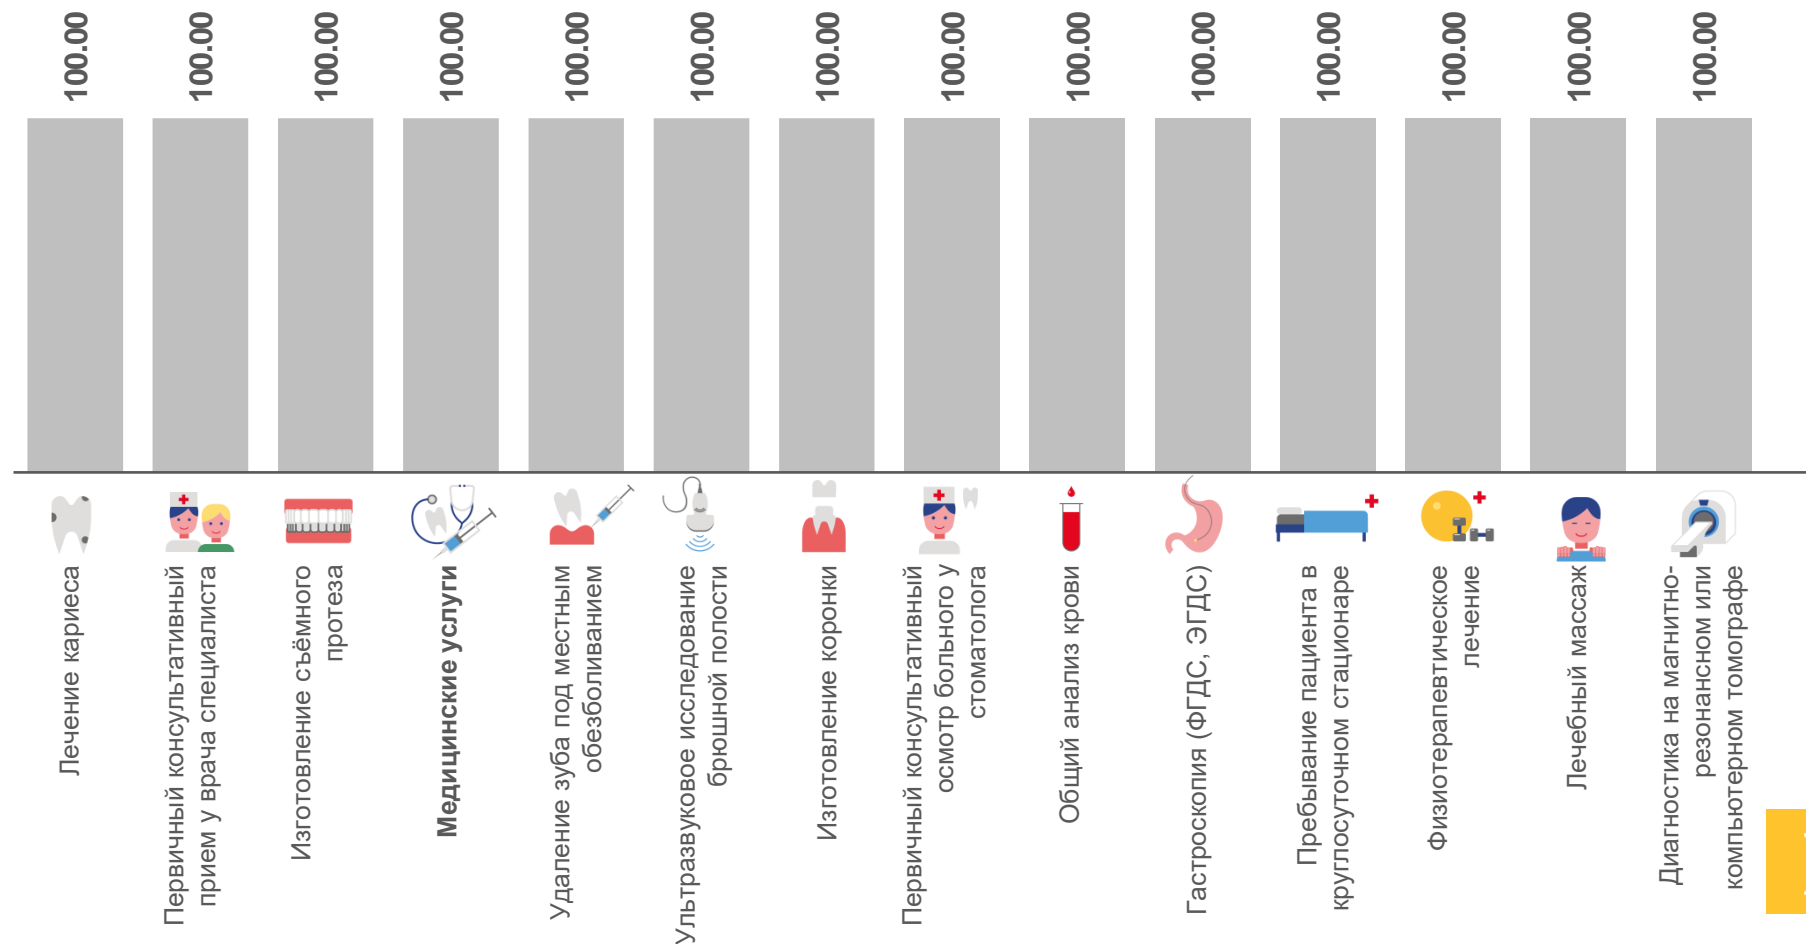 100.00
100.00
100.00
100.00
100.00
100.00
100.00
100.00
100.00
100.00
100.00
100.00
100.00
100.00
Лечение кариеса
Первичный консультативный
прием у врача специалиста
Изготовление съёмного
протеза
Медицинские услуги
Удаление зуба под местным
обезболиванием
Ультразвуковое исследование
брюшной полости
Изготовление коронки
Первичный консультативный
осмотр больного у
стоматолога
Общий анализ крови
Гастроскопия (ФГДС, ЭГДС)
Пребывание пациента в
круглосуточном стационаре
Физиотерапевтическое
лечение
Лечебный массаж
Диагностика на магнитно-
резонансном или
компьютерном томографе